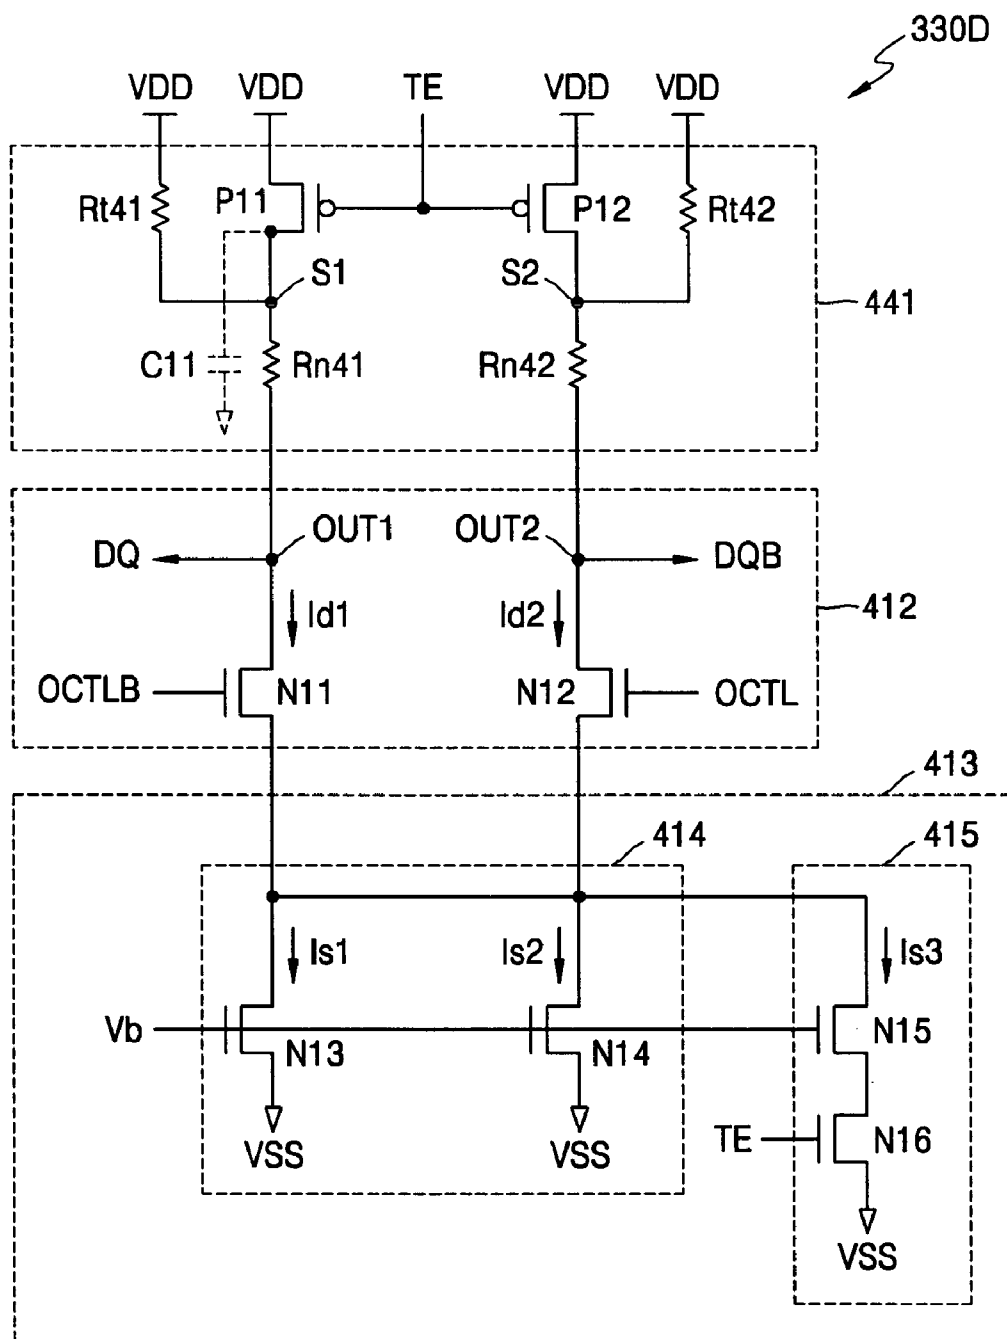 330D
VDD VDD TE VDD VDD
Rt41 P11 P12 Rt42
S1 S2
441
C11 Rn41 Rn42
OUT1 OUT2
DQ DQB
Id1 Id2
412
OCTLB N11 N12 OCTL
413
414 415
Is1 Is2 Is3
Vb N13 N14 N15
TE N16
VSS VSS
VSS